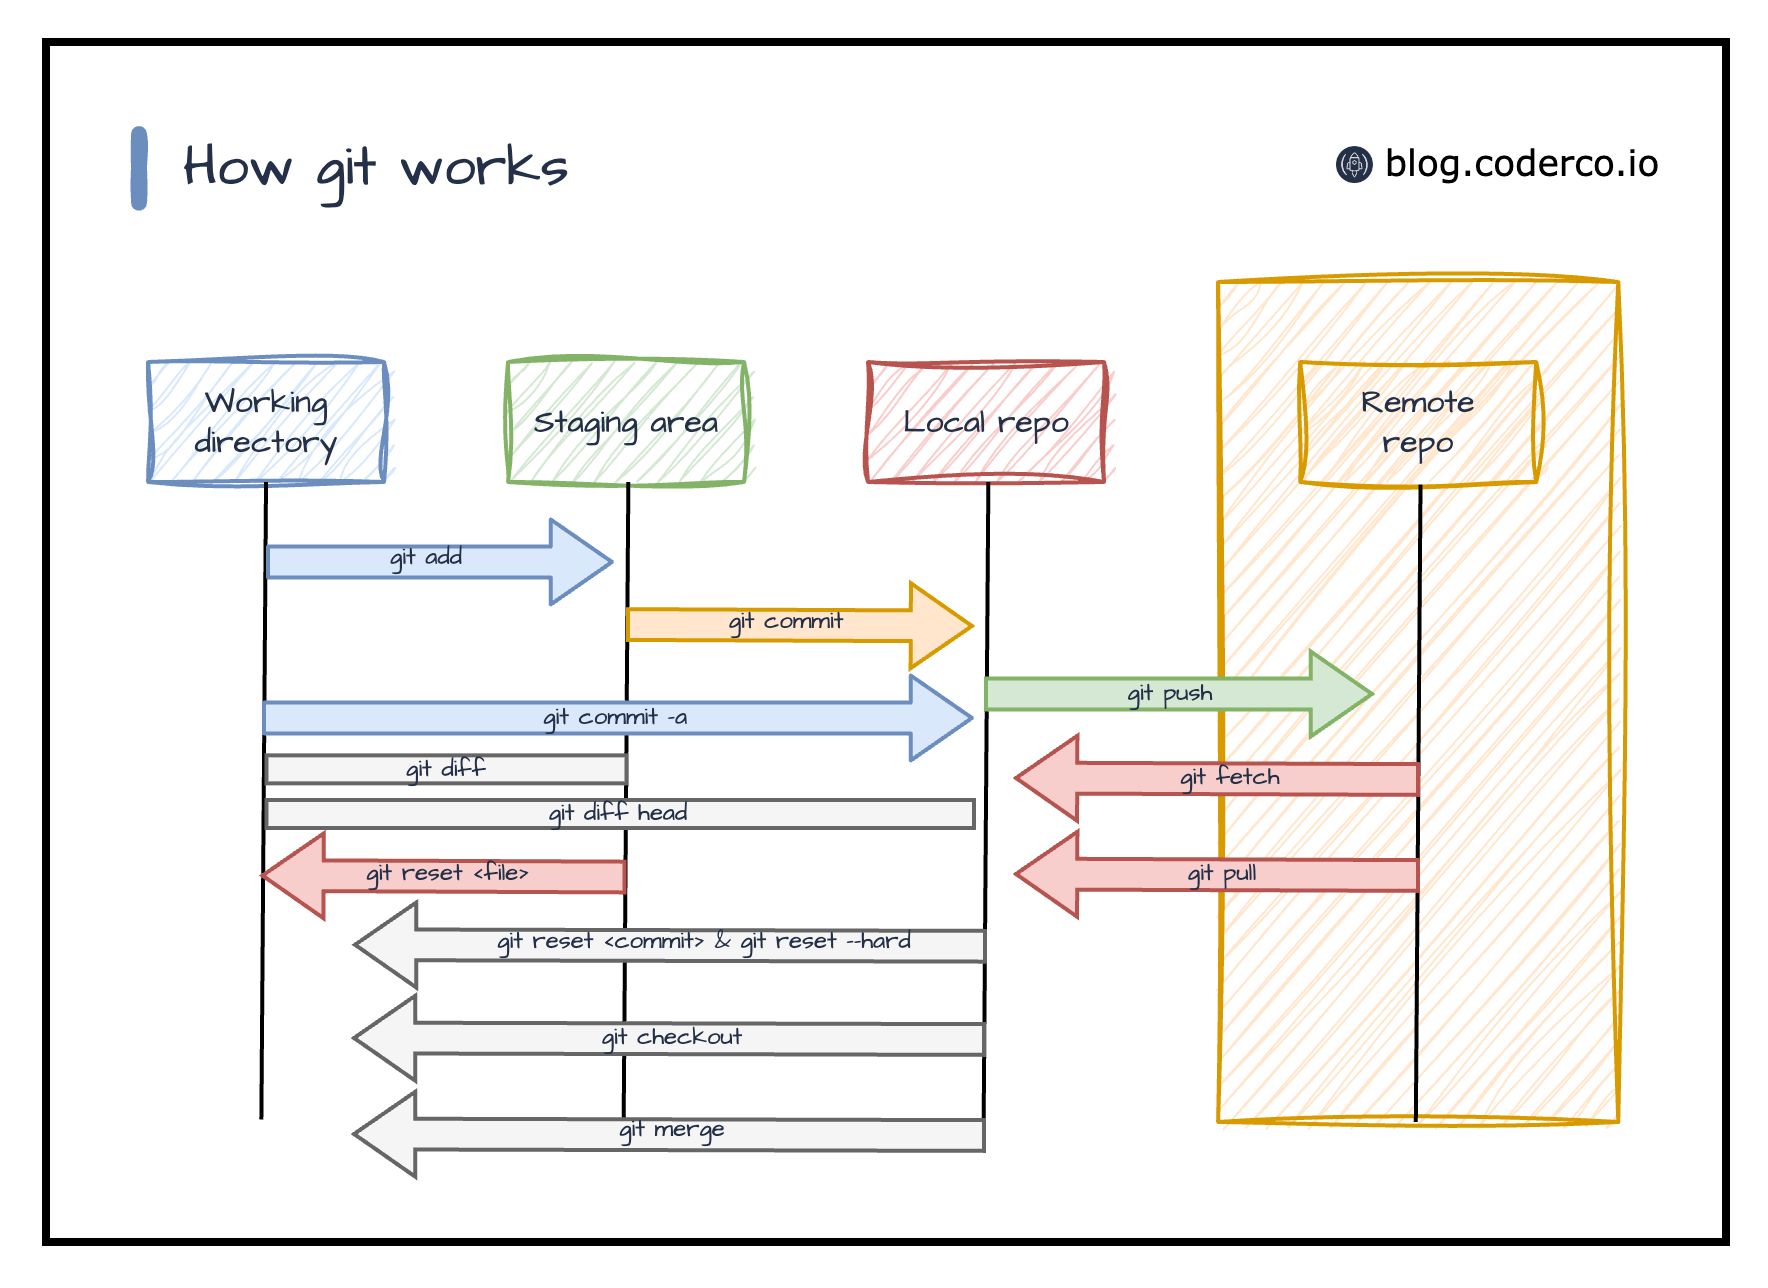 How git works
blog.coderco.io
Working
directory
Staging area
Local repo
Remote
repo
git add
git commit
git push
git commit -a
git diff
git fetch
git diff head
git reset <file>
git pull
git reset <commit> & git reset --hard
git checkout
git merge